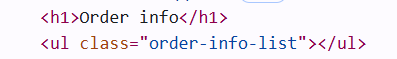 <h1>Order info</h1>
<ul class="order-info-list"></ul>